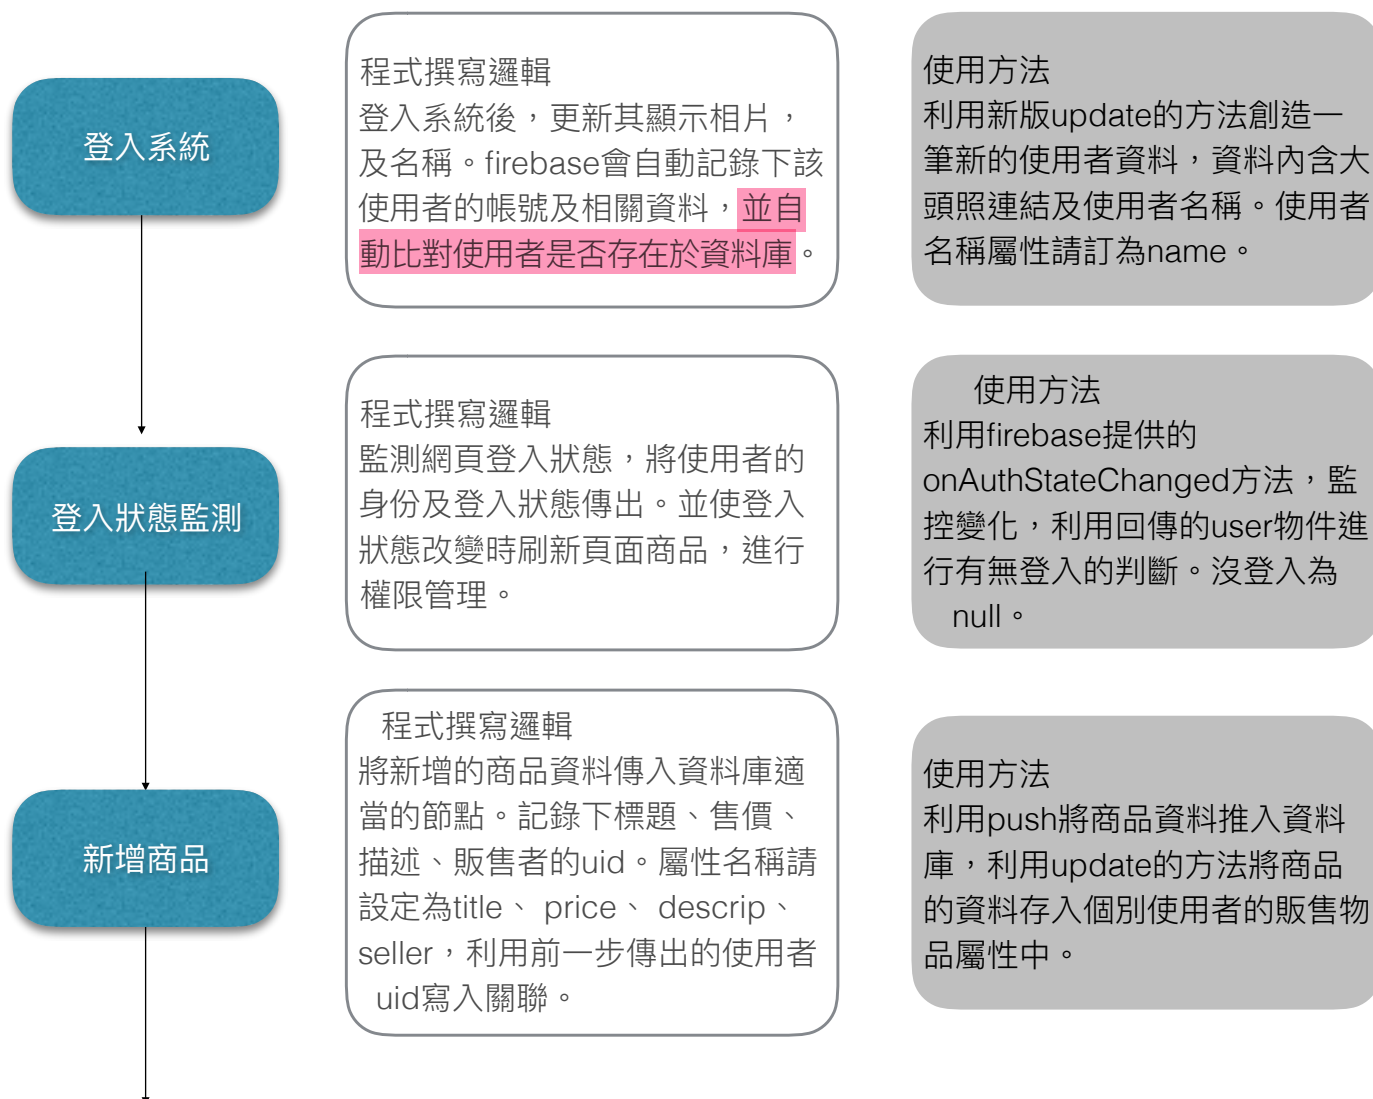 登入系統
程式撰寫邏輯
登入系統後，更新其顯示相片，
及名稱。firebase會自動記錄下該
使用者的帳號及相關資料，並自
動比對使用者是否存在於資料庫。
使用方法
利用新版update的方法創造一
筆新的使用者資料，資料內含大
頭照連結及使用者名稱。使用者
名稱屬性請訂為name。
登入狀態監測
程式撰寫邏輯
監測網頁登入狀態，將使用者的
身份及登入狀態傳出。並使登入
狀態改變時刷新頁面商品，進行
權限管理。
使用方法
利用firebase提供的
onAuthStateChanged方法，監
控變化，利用回傳的user物件進
行有無登入的判斷。沒登入為
null。
新增商品
程式撰寫邏輯
將新增的商品資料傳入資料庫適
當的節點。記錄下標題、售價、
描述、販售者的uid。屬性名稱請
設定為title、 price、 descrip、
seller，利用前一步傳出的使用者
uid寫入關聯。
使用方法
利用push將商品資料推入資料
庫，利用update的方法將商品
的資料存入個別使用者的販售物
品屬性中。